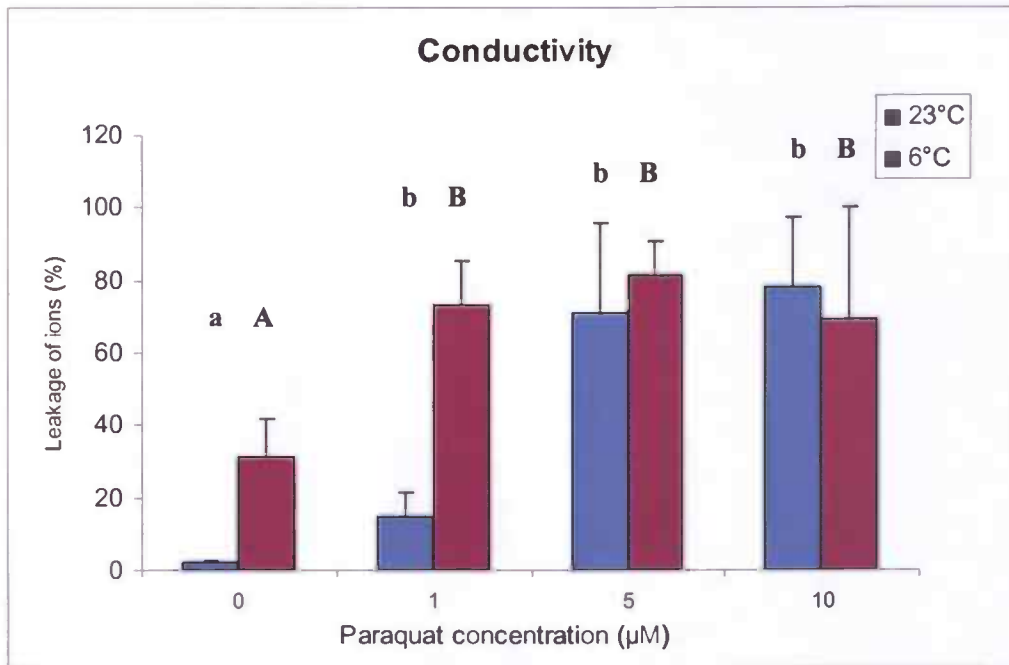 Conductivity
23°C
6°C
120
100
80
60
40
20
0
Leakage of ions (%)
a A
b B
b B
b B
0 1 5 10
Paraquat concentration (µM)